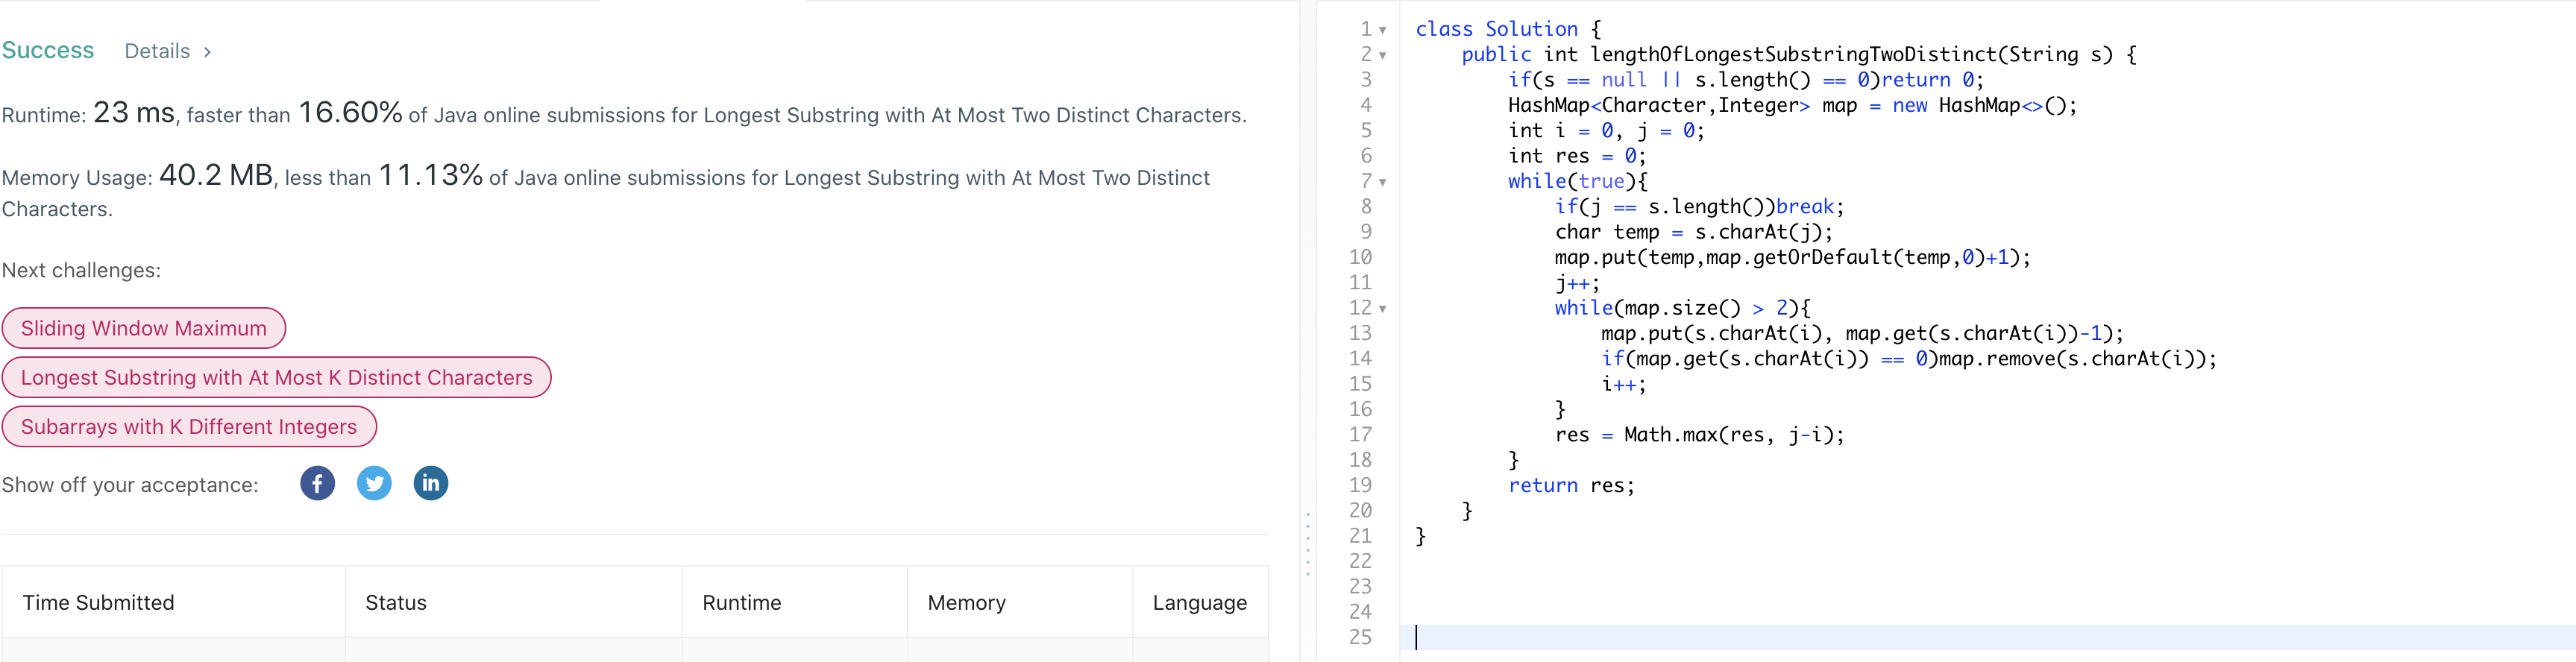 Success Details >
Runtime: 23 ms, faster than 16.60% of Java online submissions for Longest Substring with At Most Two Distinct Characters.
Memory Usage: 40.2 MB, less than 11.13% of Java online submissions for Longest Substring with At Most Two Distinct
Characters.
Next challenges:
Sliding Window Maximum
Longest Substring with At Most K Distinct Characters
Subarrays with K Different Integers
Show off your acceptance:
Time Submitted Status Runtime Memory Language
1 class Solution {
2     public int lengthOfLongestSubstringTwoDistinct(String s) {
3         if(s == null || s.length() == 0)return 0;
4         HashMap<Character,Integer> map = new HashMap<>();
5         int i = 0, j = 0;
6         int res = 0;
7         while(true){
8             if(j == s.length())break;
9             char temp = s.charAt(j);
10             map.put(temp,map.getOrDefault(temp,0)+1);
11             j++;
12             while(map.size() > 2){
13                 map.put(s.charAt(i), map.get(s.charAt(i))-1);
14                 if(map.get(s.charAt(i)) == 0)map.remove(s.charAt(i));
15                 i++;
16             }
17             res = Math.max(res, j-i);
18         }
19         return res;
20     }
21 }
22
23
24
25